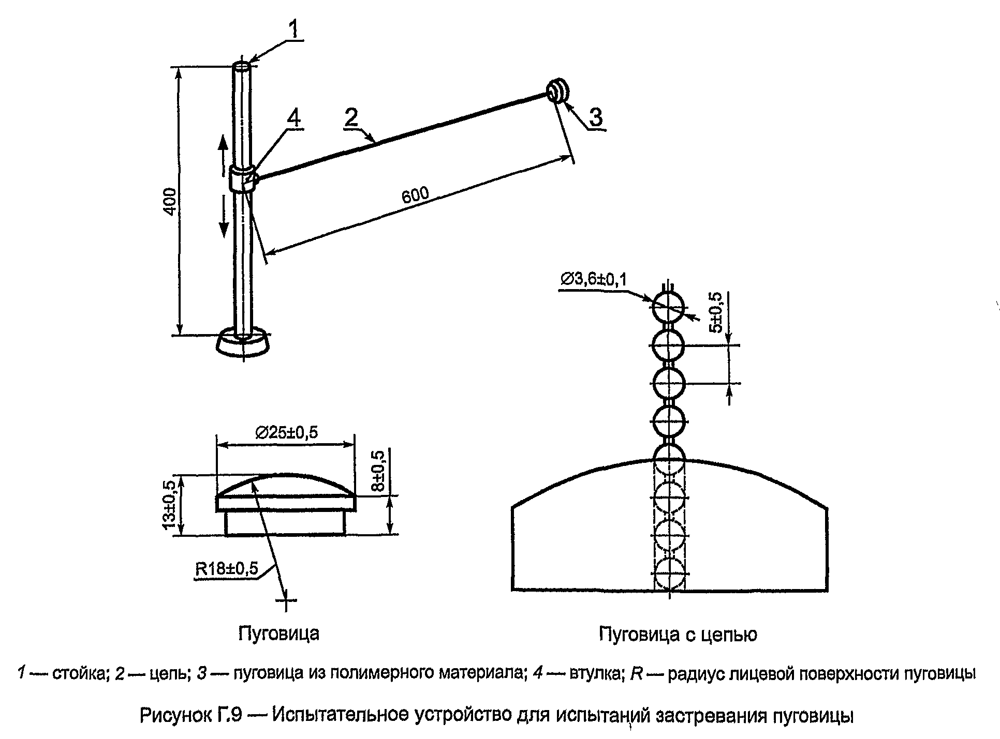 1
4
2
3
400
600
Ø3,6±0,1
5±0,5
Ø25±0,5
8±0,5
13±0,5
R18±0,5
Пуговица
Пуговица с цепью
1 — стойка; 2 — цепь; 3 — пуговица из полимерного материала; 4 — втулка; R — радиус лицевой поверхности пуговицы
Рисунок Г.9 — Испытательное устройство для испытаний застревания пуговицы